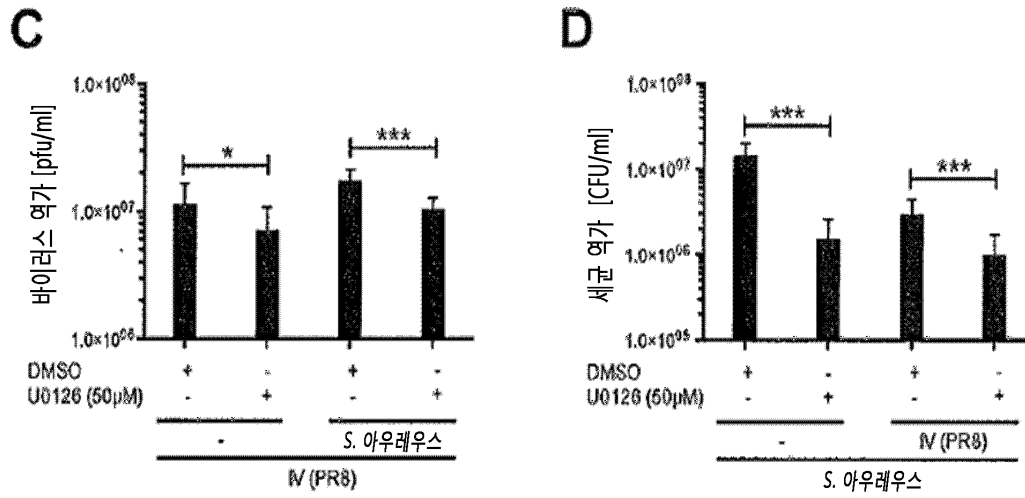 C
바이러스 역가 [pfu/ml]
1.0×10⁰⁸
1.0×10⁰⁷
1.0×10⁰⁶
*
***
DMSO + - + -
U0126 (50μM) - + - +
- S. 아우레우스
IV (PR8)
D
세균 역가 [CFU/ml]
1.0×10⁰⁸
1.0×10⁰⁷
1.0×10⁰⁶
1.0×10⁰⁵
***
***
DMSO + - + -
U0126 (50μM) - + - +
- IV (PR8)
S. 아우레우스